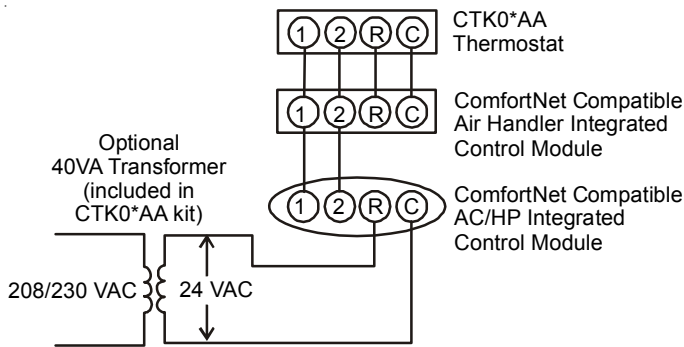 1 2 R C
CTK0*AA
Thermostat
1 2 R C
ComfortNet Compatible
Air Handler Integrated
Control Module
Optional
40VA Transformer
(included in
CTK0*AA kit)
1 2 R C
ComfortNet Compatible
AC/HP Integrated
Control Module
208/230 VAC
24 VAC